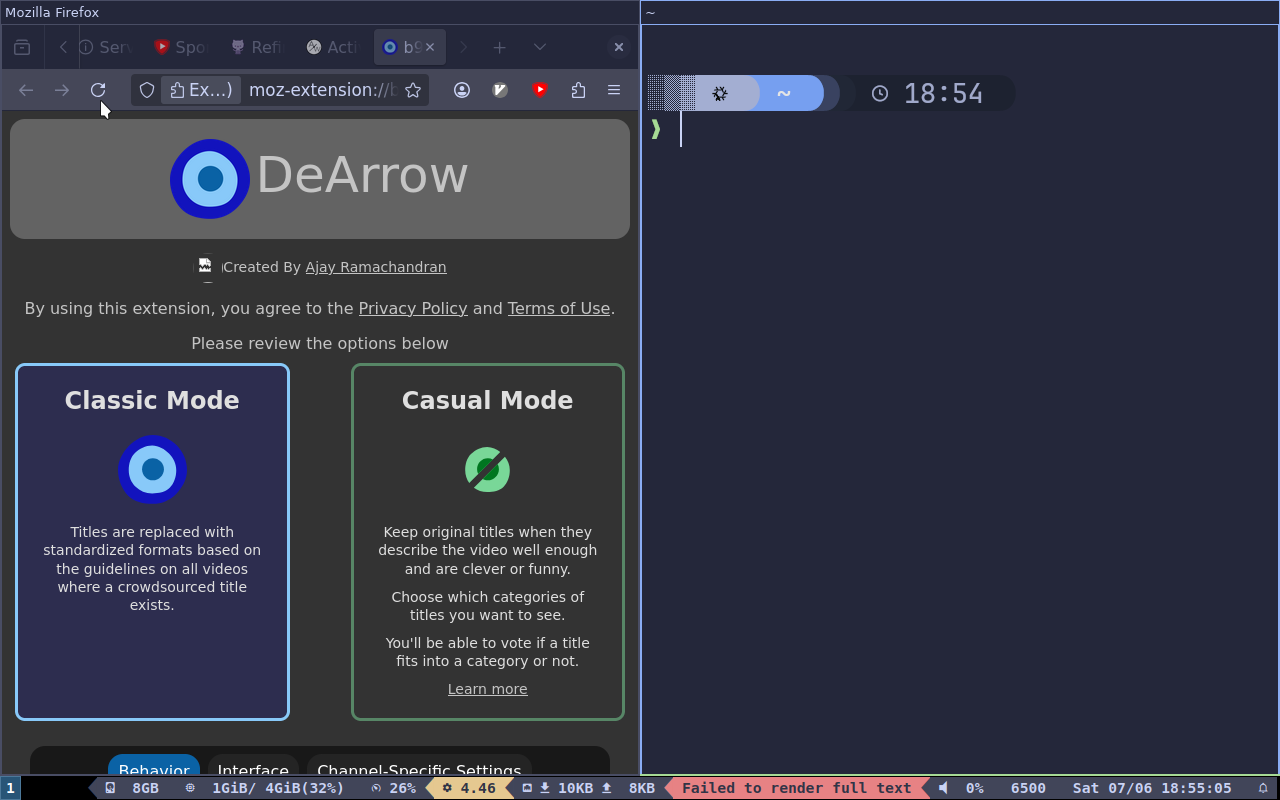 Mozilla Firefox
~
Serv
Spo
Refi
Acti
b9
Ex...)
moz-extension://b
~
18:54
❱
DeArrow
Created By Ajay Ramachandran
By using this extension, you agree to the Privacy Policy and Terms of Use.
Please review the options below
Classic Mode
Titles are replaced with
standardized formats based on
the guidelines on all videos
where a crowdsourced title
exists.
Casual Mode
Keep original titles when they
describe the video well enough
and are clever or funny.
Choose which categories of
titles you want to see.
You'll be able to vote if a title
fits into a category or not.
Learn more
Behavior
Interface
Channel-Specific Settings
1
8GB
1GiB/ 4GiB(32%)
26%
4.46
10KB
8KB
Failed to render full text
0%
6500
Sat 07/06 18:55:05